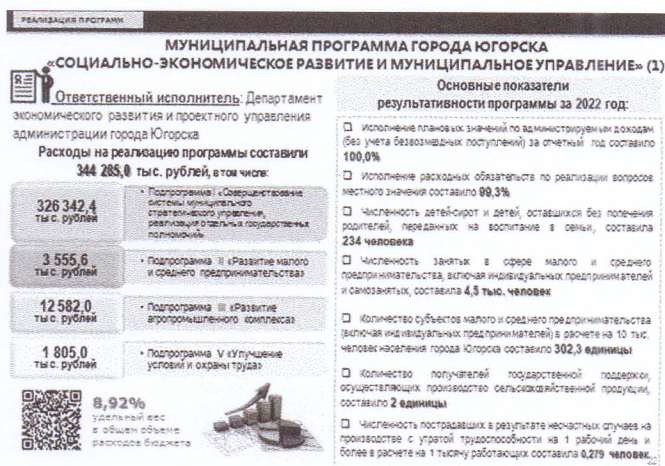 РЕАЛИЗАЦИЯ ПРОГРАММ
МУНИЦИПАЛЬНАЯ ПРОГРАММА ГОРОДА ЮГОРСКА
«СОЦИАЛЬНО-ЭКОНОМИЧЕСКОЕ РАЗВИТИЕ И МУНИЦИПАЛЬНОЕ УПРАВЛЕНИЕ» (1)
Ответственный исполнитель: Департамент
экономического развития и проектного управления
администрации города Югорска
Расходы на реализацию программы составили
344 285,0 тыс. рублей, в том числе:
326 342,4
тыс. рублей
• Подпрограмма I «Совершенствование
системы муниципального
стратегического управления,
реализация отдельных государственных
полномочий»
3 555,6
тыс. рублей
• Подпрограмма II «Развитие малого
и среднего предпринимательства»
12 582,0
тыс. рублей
• Подпрограмма III «Развитие
агропромышленного комплекса»
1 805,0
тыс. рублей
• Подпрограмма V «Улучшение
условий и охраны труда»
8,92%
удельный вес
в общем объеме
расходов бюджета
Основные показатели
результативности программы за 2022 год:
❑ Исполнение плановых значений по администрируемым доходам
(без учета безвозмездных поступлений) за отчетный год составило
100,0%
❑ Исполнение расходных обязательств по реализации вопросов
местного значения составило 99,3%
❑ Численность детей-сирот и детей, оставшихся без попечения
родителей, переданных на воспитание в семьи, составила
234 человека
❑ Численность занятых в сфере малого и среднего
предпринимательства, включая индивидуальных предпринимателей
и самозанятых, составила 4,5 тыс. человек
❑ Количество субъектов малого и среднего предпринимательства
(включая индивидуальных предпринимателей) в расчете на 10 тыс.
человек населения города Югорска составило 302,3 единицы
❑ Количество получателей государственной поддержки,
осуществляющих производство сельскохозяйственной продукции,
составило 2 единицы
❑ Численность пострадавших в результате несчастных случаев на
производстве с утратой трудоспособности на 1 рабочий день и
более в расчете на 1 тысячу работающих составила 0,279 человек